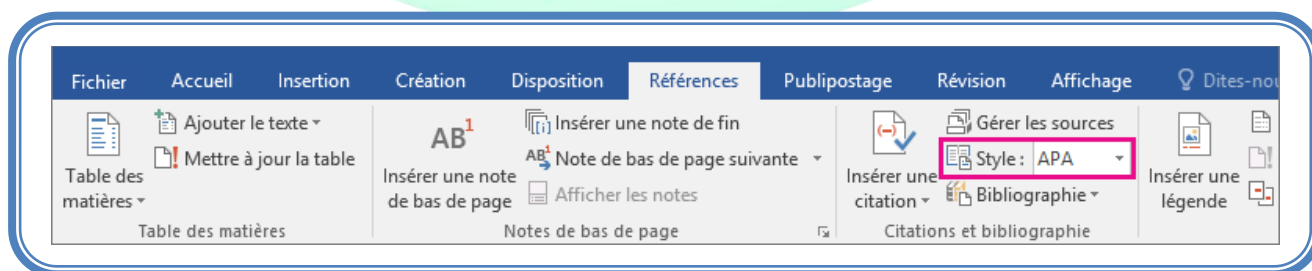 Fichier Accueil Insertion Création Disposition Références Publipostage Révision Affichage Dites-nou
Table des
matières
Ajouter le texte
Mettre à jour la table
Table des matières
AB1
Insérer une note
de bas de page
[i] Insérer une note de fin
AB1 Note de bas de page suivante
Afficher les notes
Notes de bas de page
(-)
Insérer une
citation
Gérer les sources
Style : APA
Bibliographie
Citations et bibliographie
Insérer une
légende